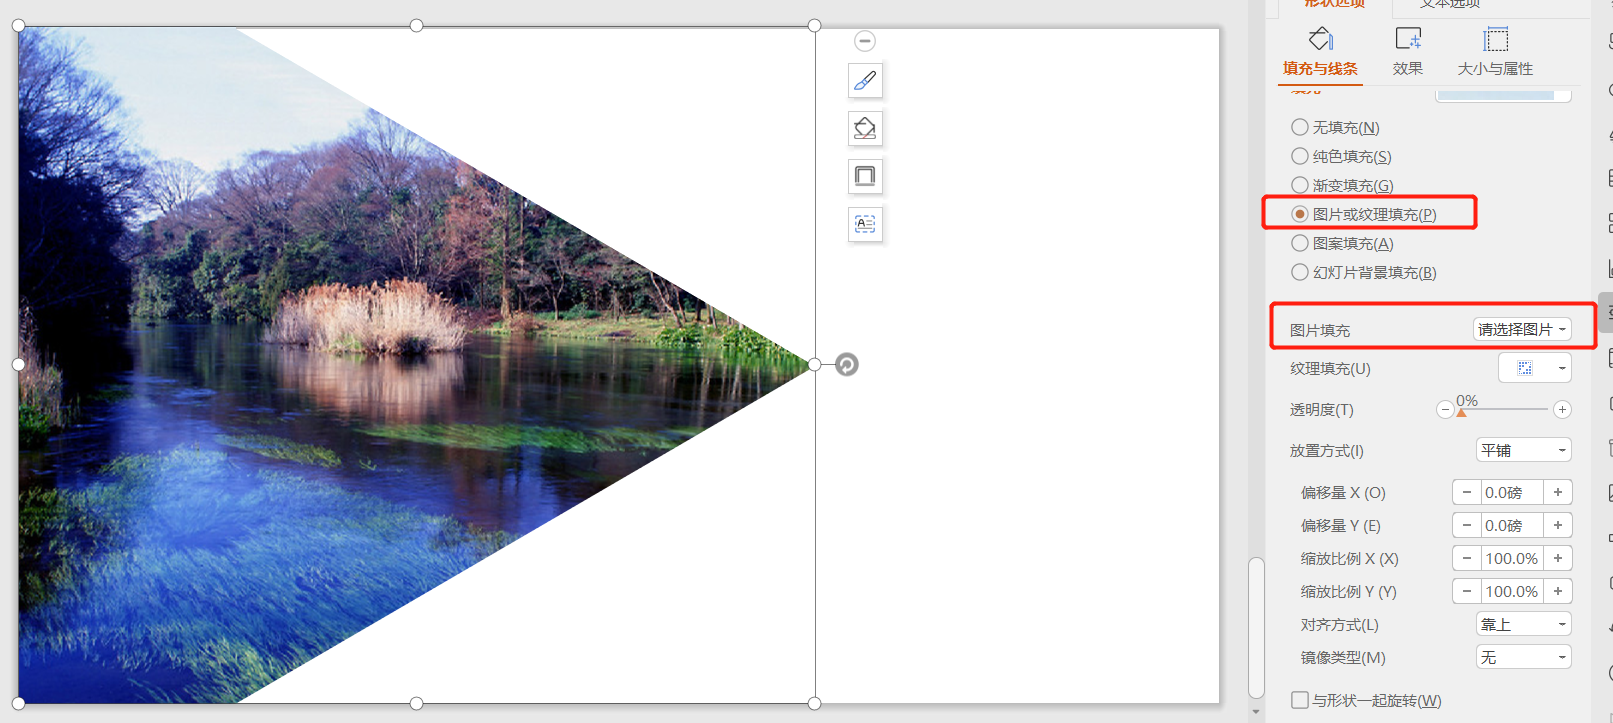 形状选项 文本选项
填充与线条 效果 大小与属性
填充
无填充(N)
纯色填充(S)
渐变填充(G)
图片或纹理填充(P)
图案填充(A)
幻灯片背景填充(B)
图片填充 请选择图片
纹理填充(U)
透明度(T) 0%
放置方式(I) 平铺
偏移量 X (O) 0.0磅
偏移量 Y (E) 0.0磅
缩放比例 X (X) 100.0%
缩放比例 Y (Y) 100.0%
对齐方式(L) 靠上
镜像类型(M) 无
与形状一起旋转(W)